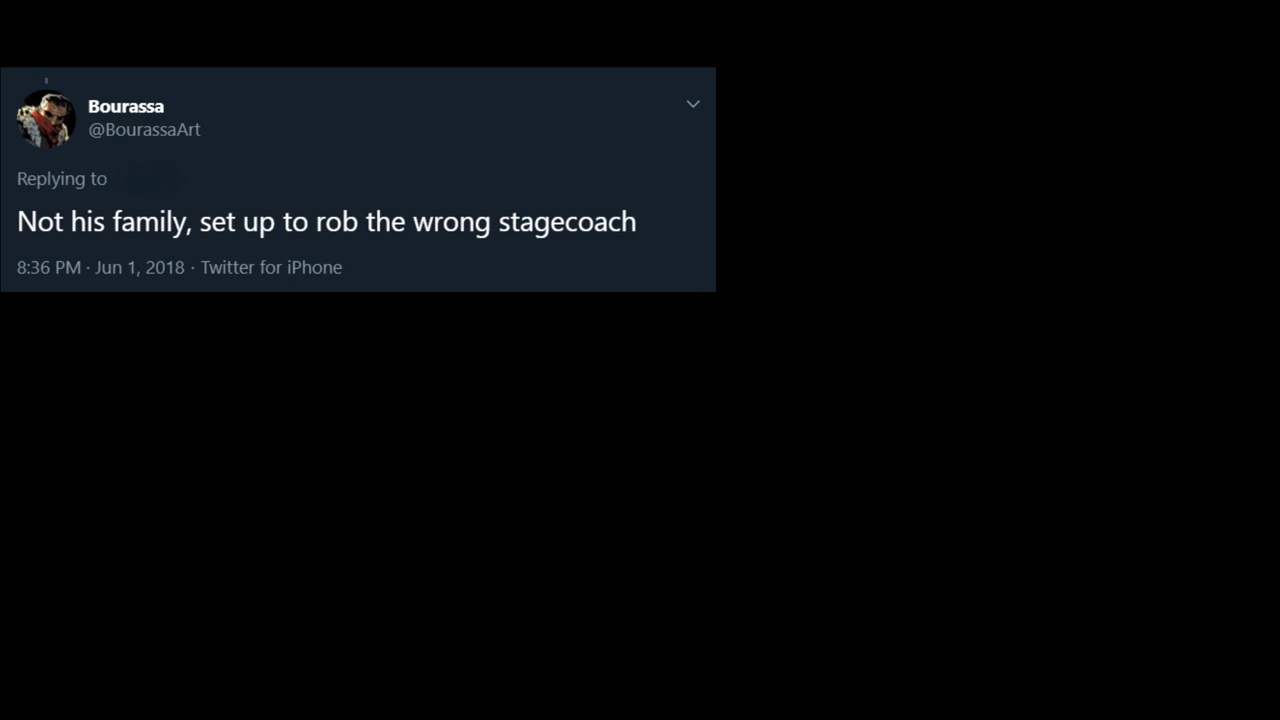 Bourassa
@BourassaArt
Replying to
Not his family, set up to rob the wrong stagecoach
8:36 PM · Jun 1, 2018 · Twitter for iPhone